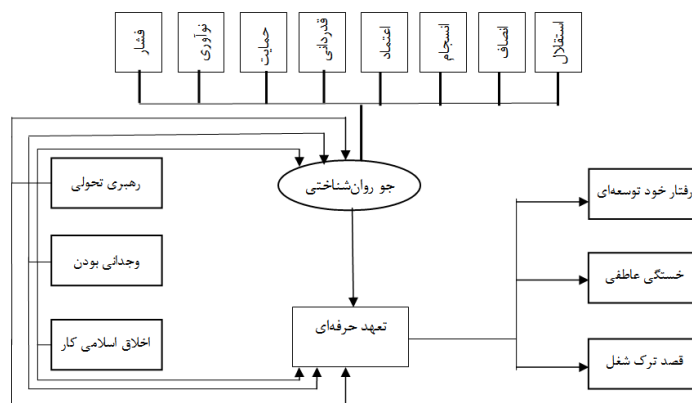 استقلال
انصاف
انسجام
اعتماد
قدردانی
حمایت
نوآوری
فشار
جو روان‌شناختی
رهبری تحولی
وجدانی بودن
اخلاق اسلامی کار
تعهد حرفه‌ای
رفتار خود توسعه‌ای
خستگی عاطفی
قصد ترک شغل